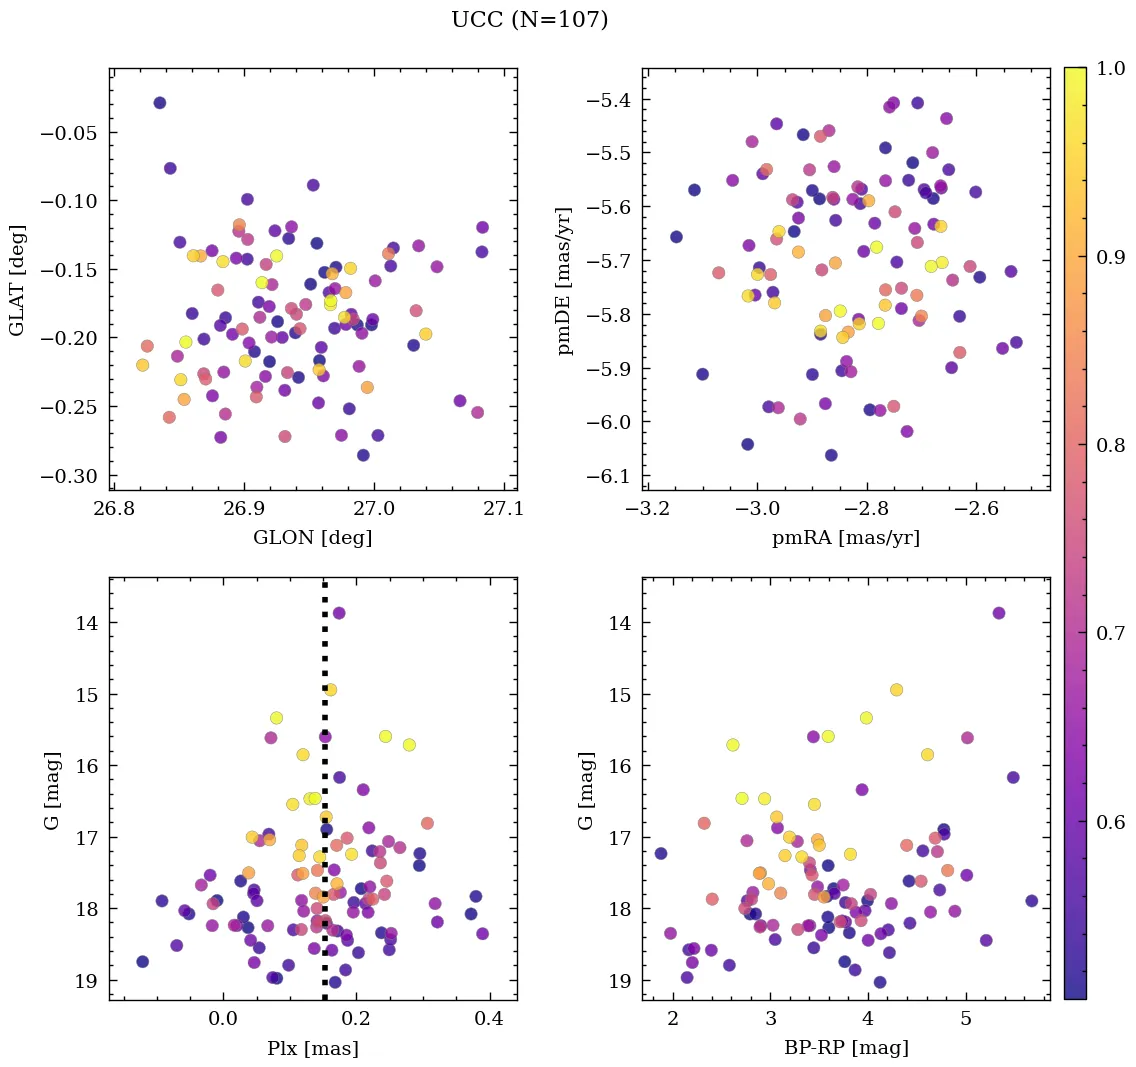 UCC (N=107)
−0.05
−0.10
−0.15
−0.20
−0.25
−0.30
GLAT [deg]
26.8 26.9 27.0 27.1
GLON [deg]
−5.4
−5.5
−5.6
−5.7
−5.8
−5.9
−6.0
−6.1
pmDE [mas/yr]
−3.2 −3.0 −2.8 −2.6
pmRA [mas/yr]
14
15
16
17
18
19
G [mag]
0.0 0.2 0.4
Plx [mas]
14
15
16
17
18
19
G [mag]
2 3 4 5
BP-RP [mag]
1.0
0.9
0.8
0.7
0.6